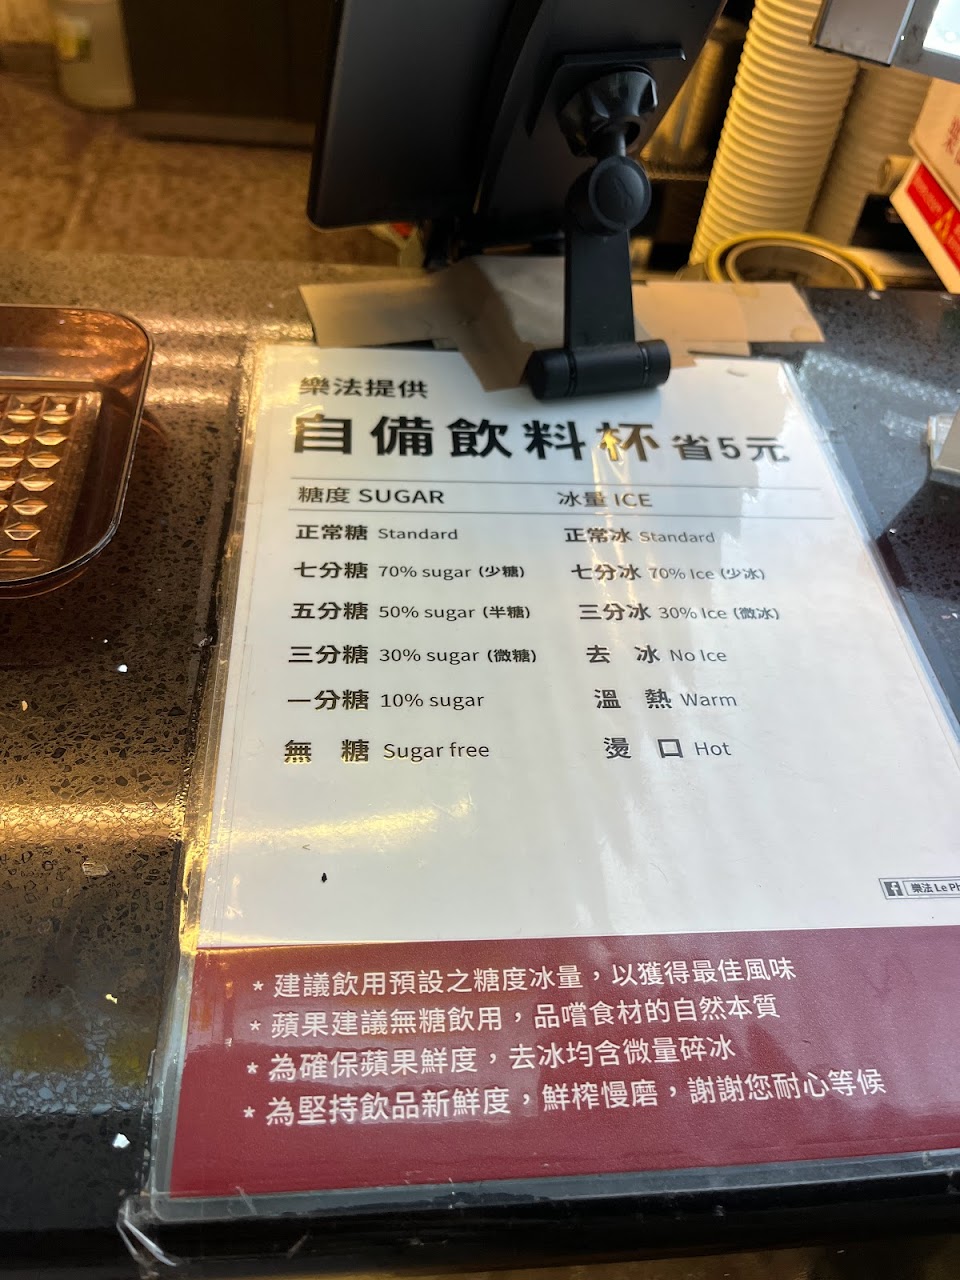 樂法提供
自備飲料杯 省5元
糖度 SUGAR 冰量 ICE
正常糖 Standard 正常冰 Standard
七分糖 70% sugar (少糖) 七分冰 70% Ice (少冰)
五分糖 50% sugar (半糖) 三分冰 30% Ice (微冰)
三分糖 30% sugar (微糖) 去 冰 No Ice
一分糖 10% sugar 溫 熱 Warm
無 糖 Sugar free 燙 口 Hot
樂法 Le Ph
* 建議飲用預設之糖度冰量，以獲得最佳風味
* 蘋果建議無糖飲用，品嚐食材的自然本質
* 為確保蘋果鮮度，去冰均含微量碎冰
* 為堅持飲品新鮮度，鮮榨慢磨，謝謝您耐心等候